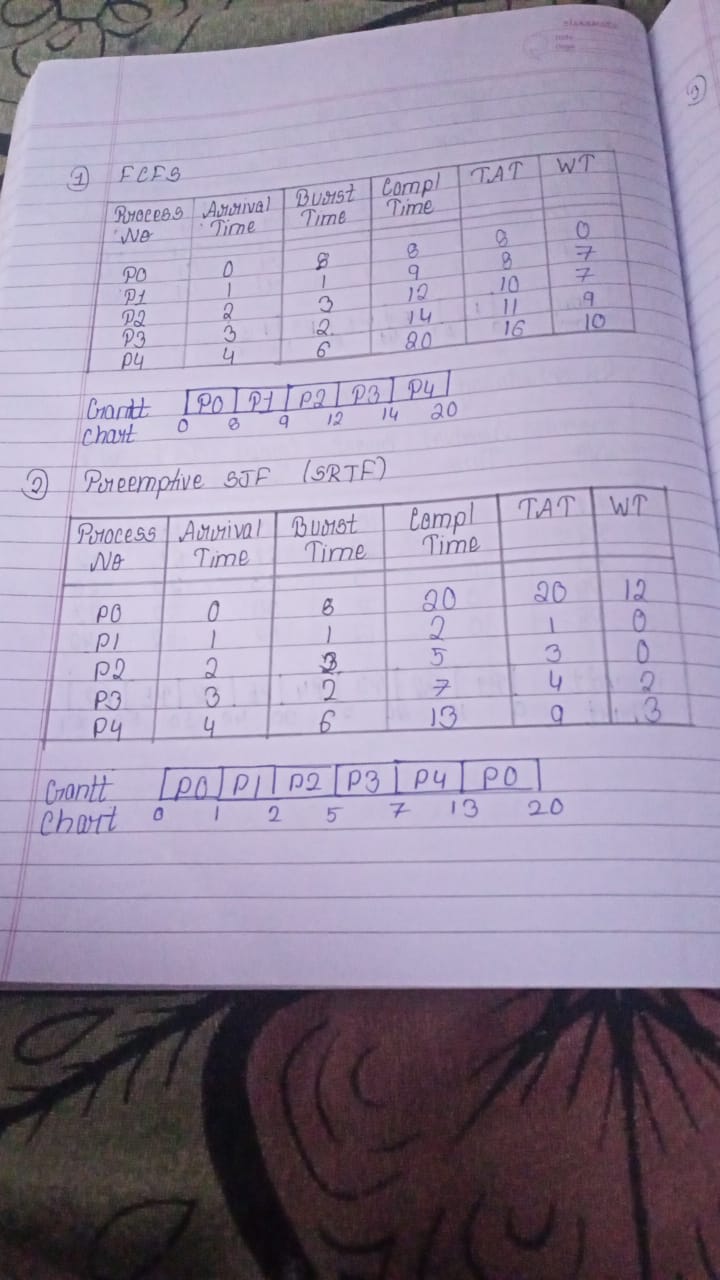 classmate
Date
Page
3
1 FCFS
Process No Arrival Time Burst Time Compl Time TAT WT
P0 0 8 8 8 0
P1 1 1 9 8 7
P2 2 3 12 10 7
P3 3 2 14 11 9
P4 4 6 20 16 10
Gantt Chart P0 P1 P2 P3 P4
0 8 9 12 14 20
2 Preemptive SJF (SRTF)
Process No Arrival Time Burst Time Compl Time TAT WT
P0 0 8 20 20 12
P1 1 1 2 1 0
P2 2 3 5 3 0
P3 3 2 7 4 2
P4 4 6 13 9 3
Gantt Chart P0 P1 P2 P3 P4 P0
0 1 2 5 7 13 20